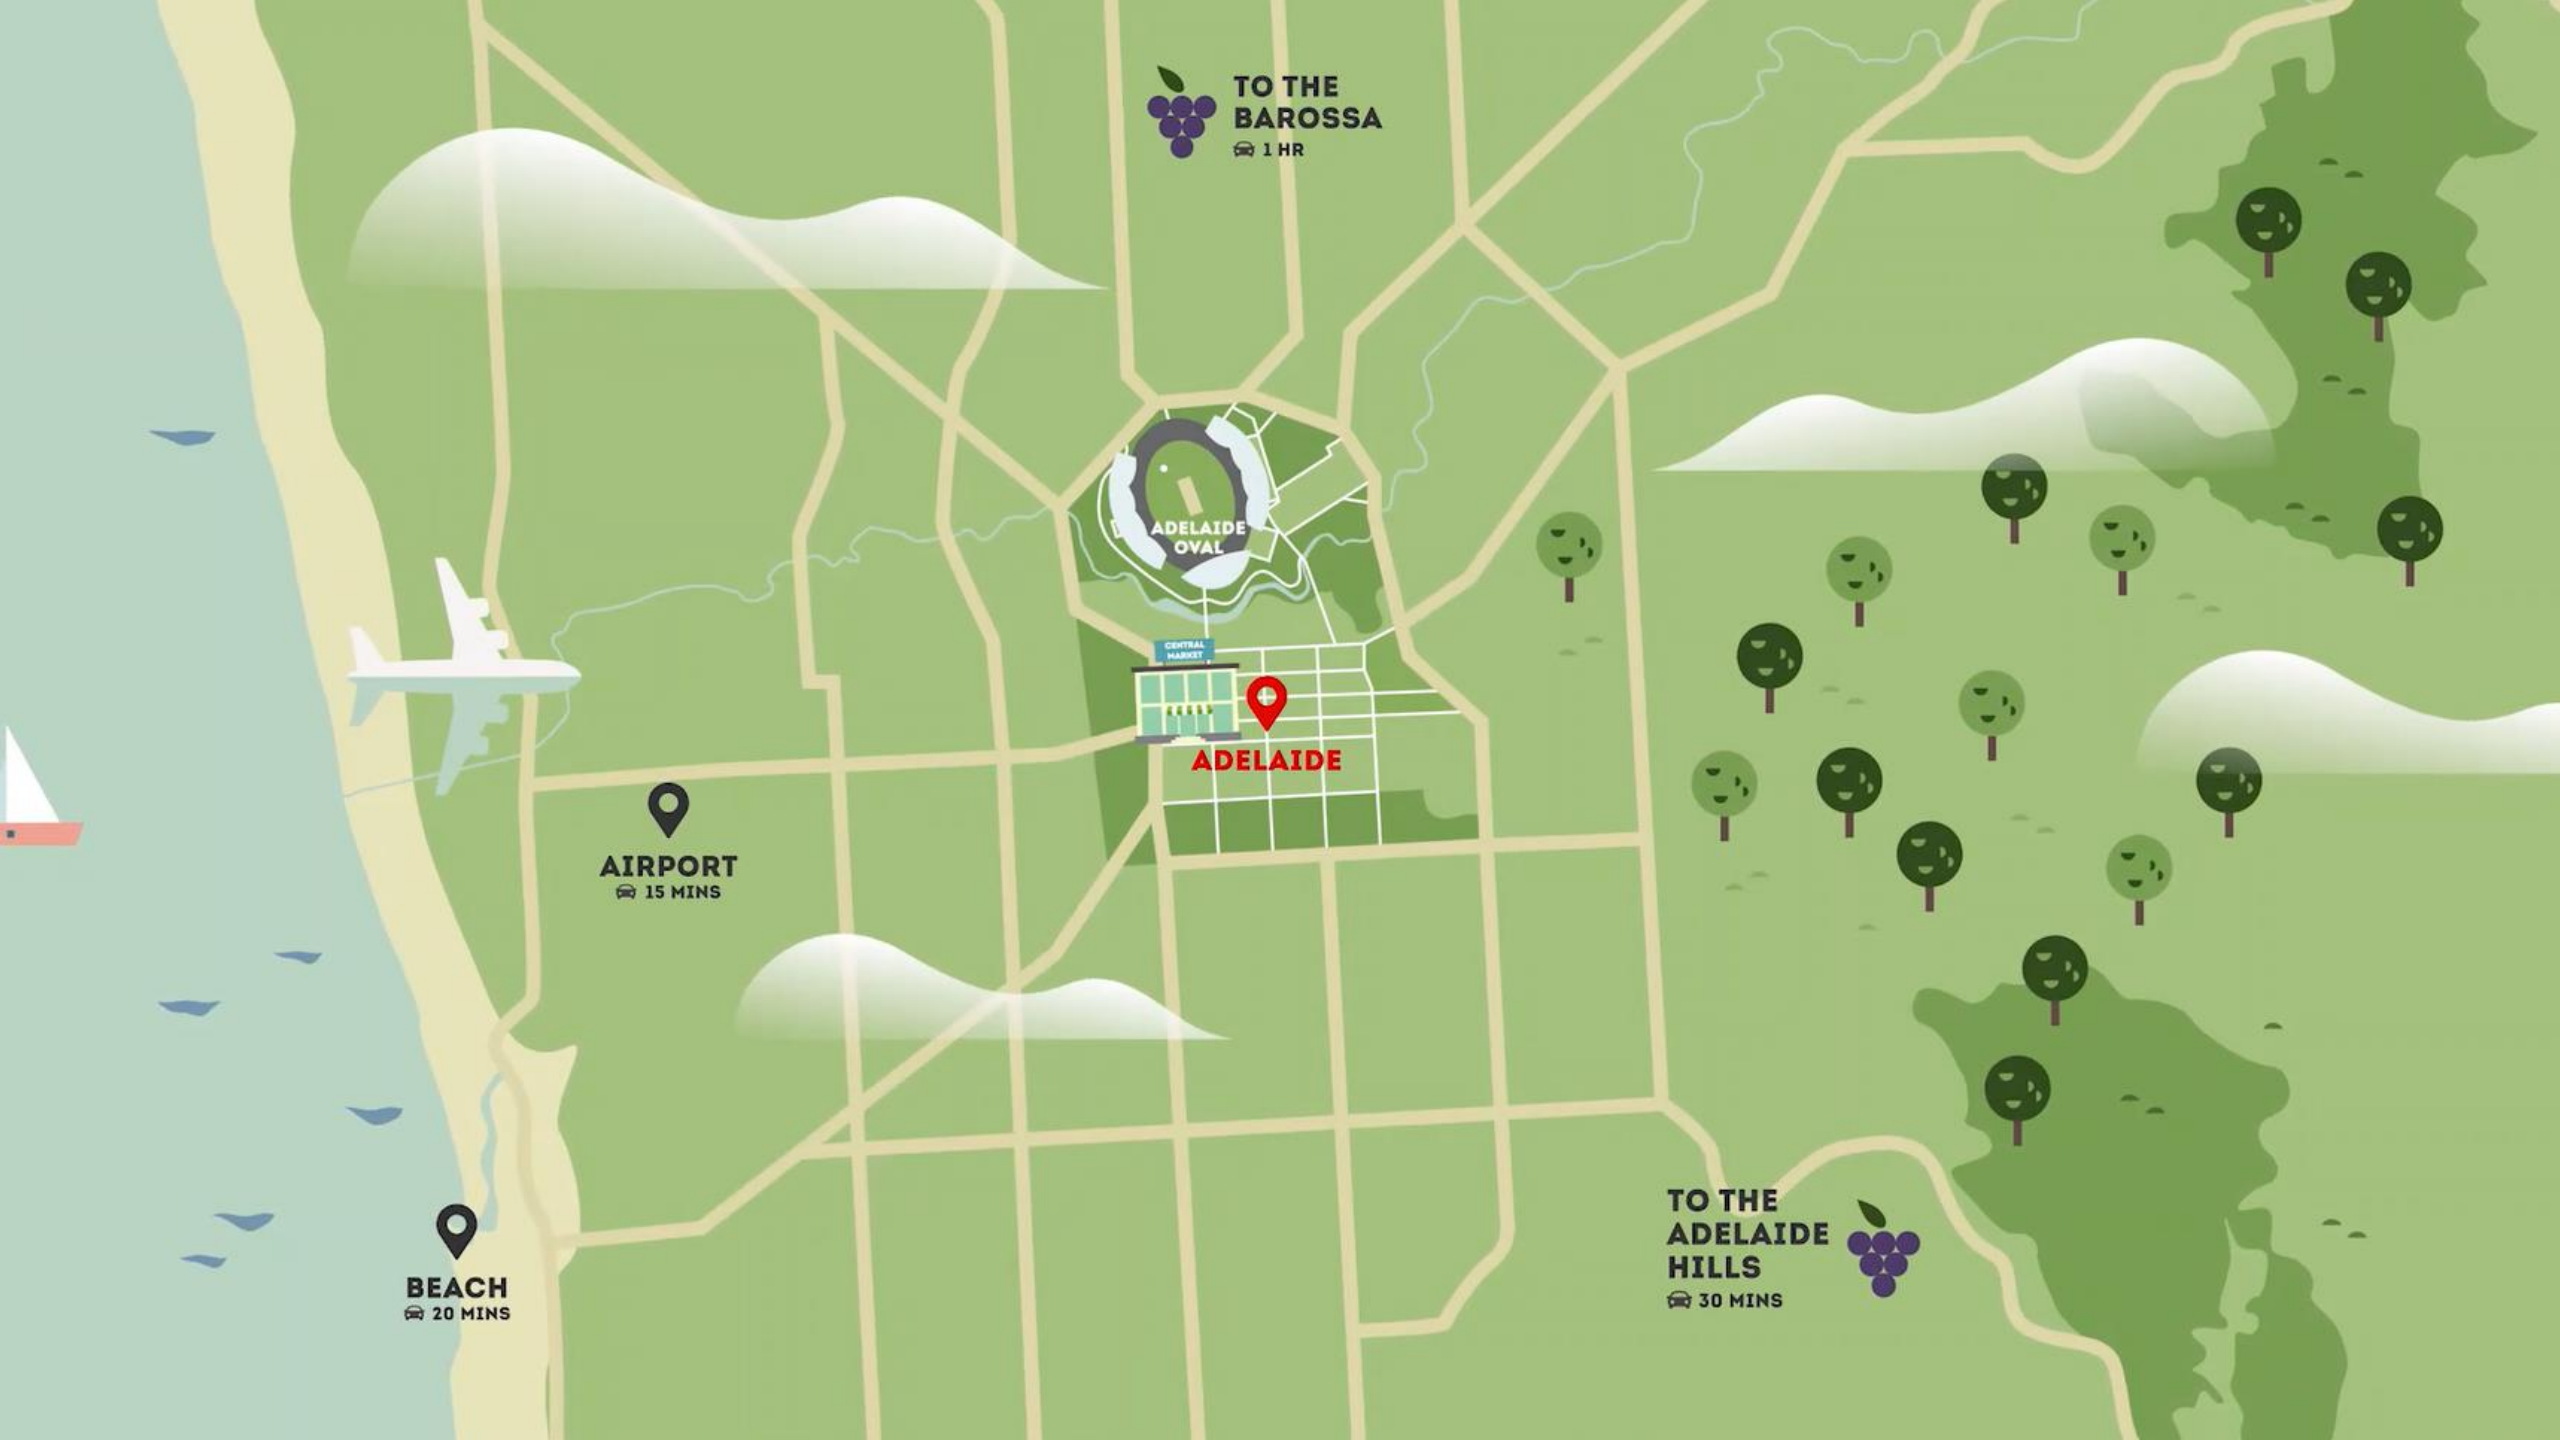 TO THE
BAROSSA
1 HR
ADELAIDE
OVAL
CENTRAL
MARKET
ADELAIDE
AIRPORT
15 MINS
BEACH
20 MINS
TO THE
ADELAIDE
HILLS
30 MINS